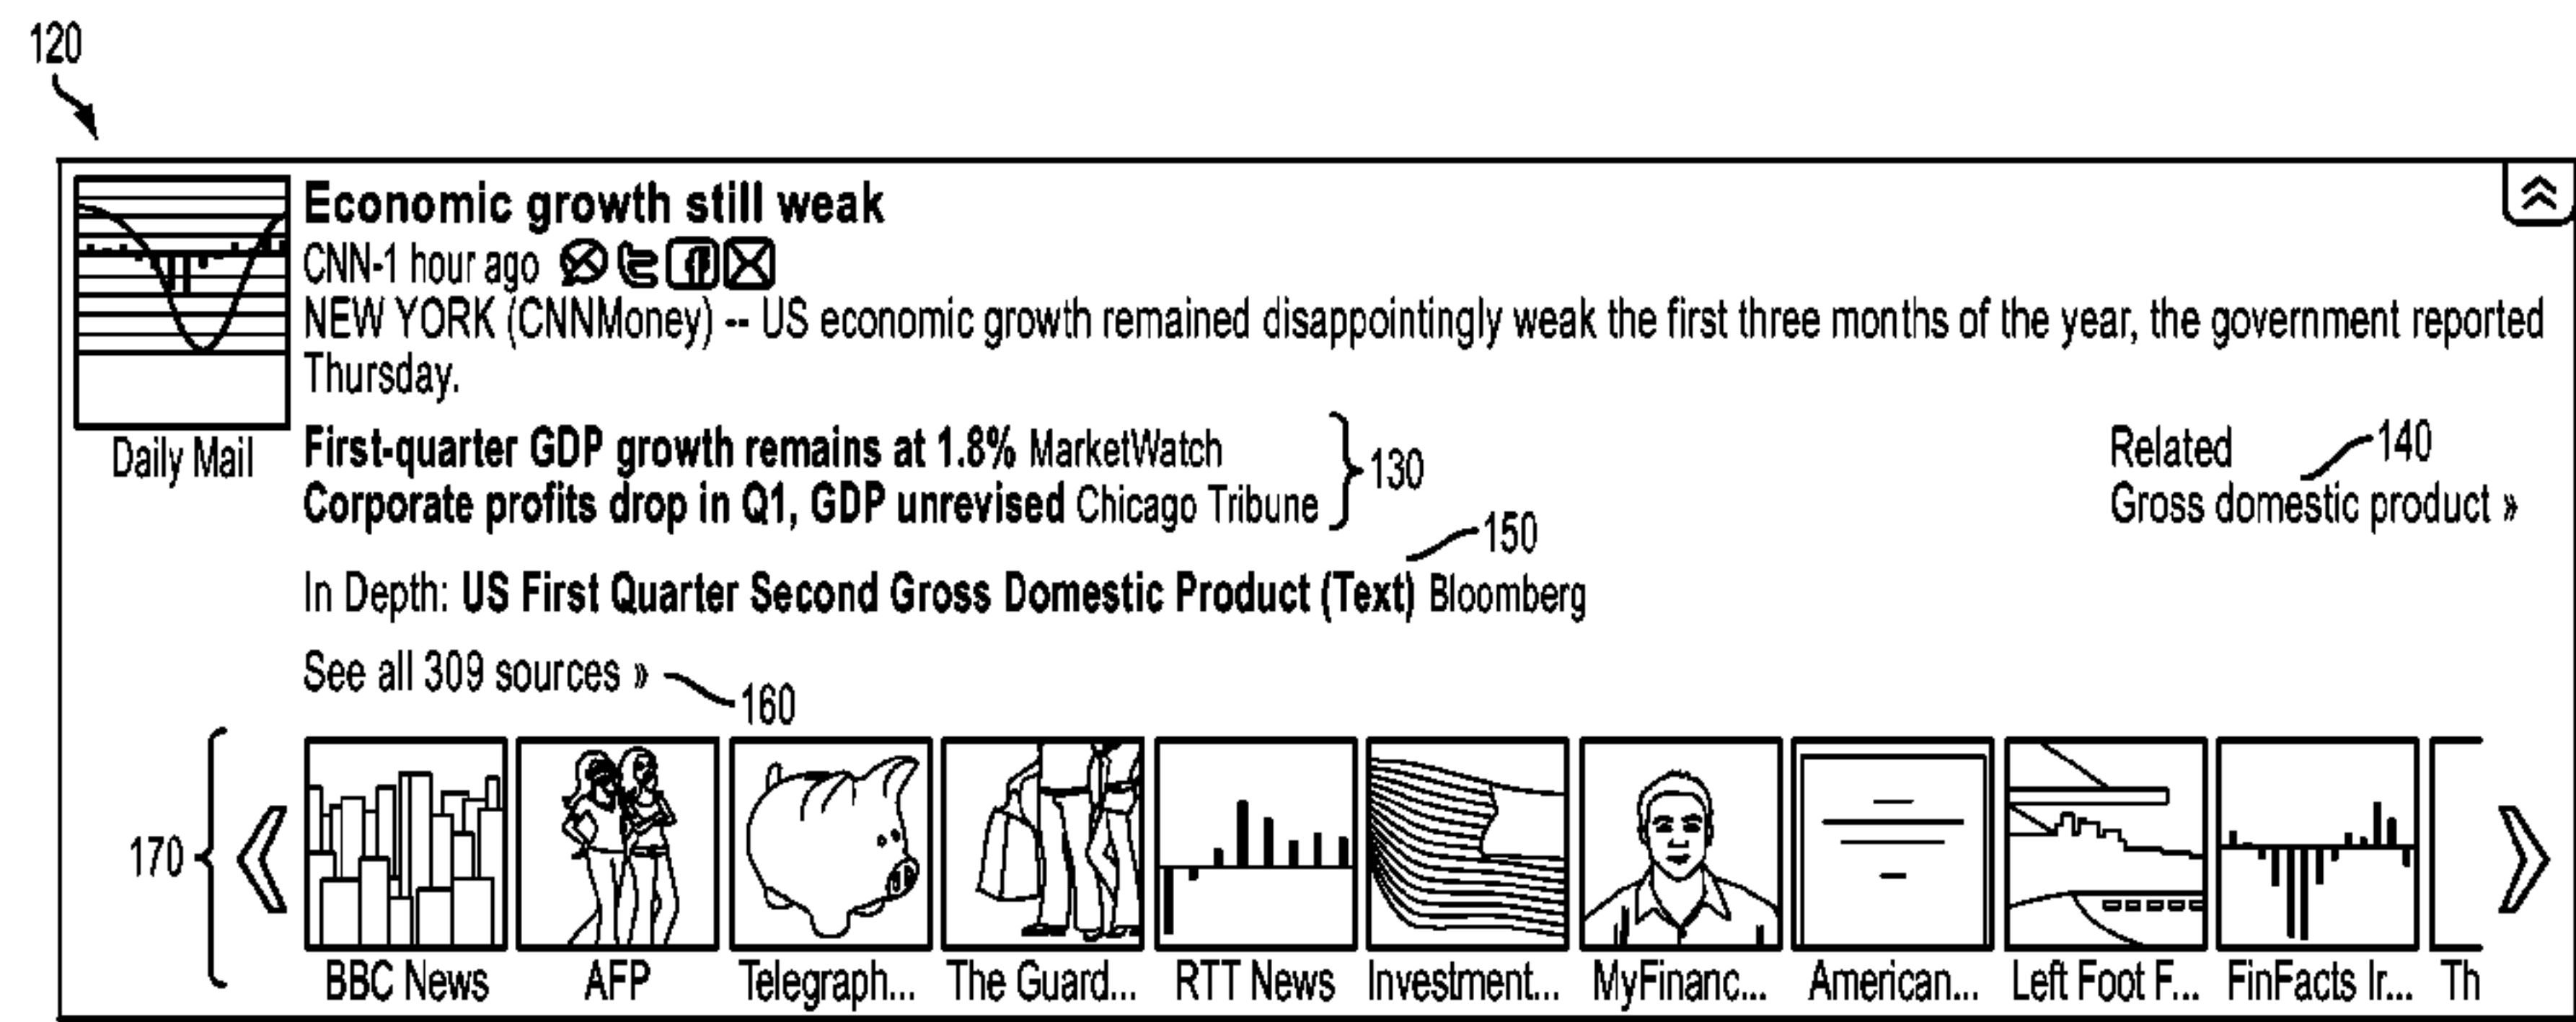 120
Economic growth still weak
CNN-1 hour ago
NEW YORK (CNNMoney) -- US economic growth remained disappointingly weak the first three months of the year, the government reported
Thursday.
Daily Mail
First-quarter GDP growth remains at 1.8% MarketWatch
Corporate profits drop in Q1, GDP unrevised Chicago Tribune
130
Related
140
Gross domestic product »
150
In Depth: US First Quarter Second Gross Domestic Product (Text) Bloomberg
See all 309 sources »
160
170
BBC News AFP Telegraph... The Guard... RTT News Investment... MyFinanc... American... Left Foot F... FinFacts Ir... Th